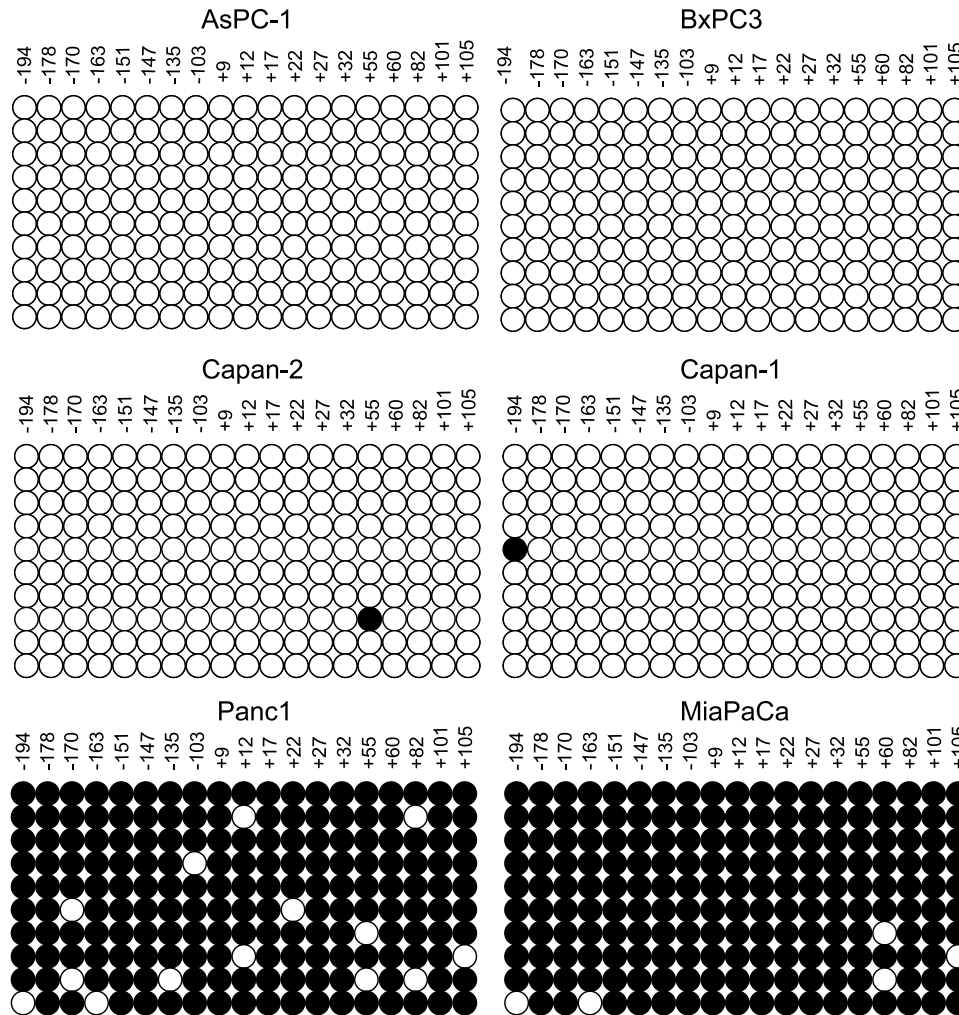 AsPC-1 BxPC3
-194 -178 -170 -163 -151 -147 -135 -103 +9 +12 +17 +22 +27 +32 +55 +60 +82 +101 +105 -194 -178 -170 -163 -151 -147 -135 -103 +9 +12 +17 +22 +27 +32 +55 +60 +82 +101 +105
Capan-2 Capan-1
-194 -178 -170 -163 -151 -147 -135 -103 +9 +12 +17 +22 +27 +32 +55 +60 +82 +101 +105 -194 -178 -170 -163 -151 -147 -135 -103 +9 +12 +17 +22 +27 +32 +55 +60 +82 +101 +105
Panc1 MiaPaCa
-194 -178 -170 -163 -151 -147 -135 -103 +9 +12 +17 +22 +27 +32 +55 +60 +82 +101 +105 -194 -178 -170 -163 -151 -147 -135 -103 +9 +12 +17 +22 +27 +32 +55 +60 +82 +101 +105